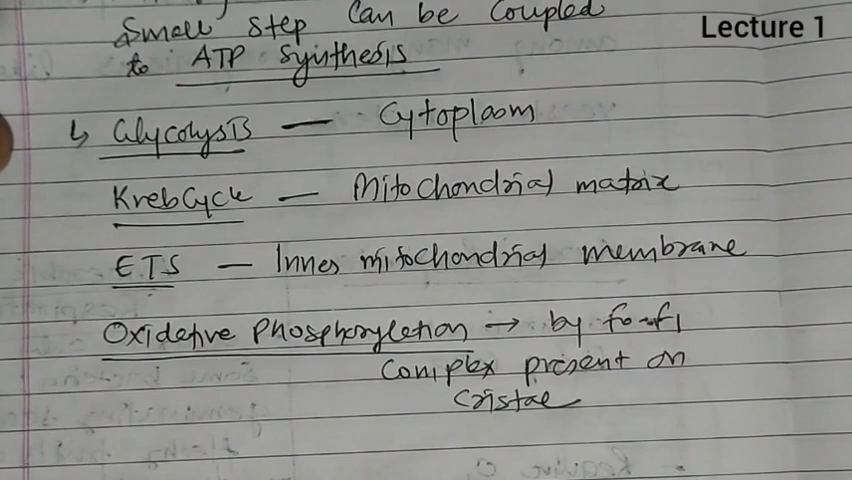 Small step can be coupled
Lecture 1
to ATP synthesis
↳ Glycolysis — Cytoplasm
Kreb Cycle — Mitochondrial matrix
ETS — Inner mitochondrial membrane
Oxidative Phosphorylation → by fo-f1
Complex present on
Cristae